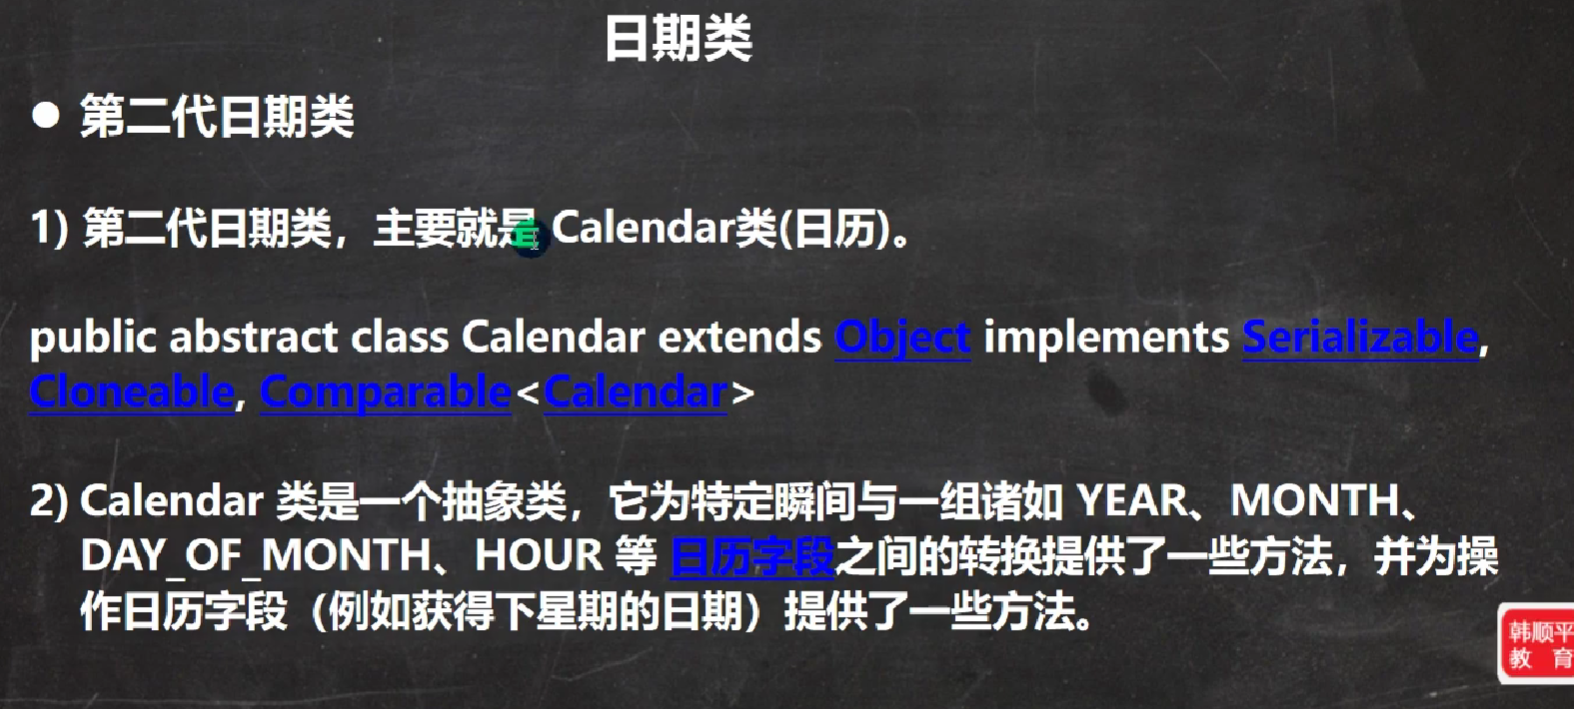 日期类
● 第二代日期类
1) 第二代日期类，主要就是 Calendar类(日历)。
public abstract class Calendar extends Object implements Serializable,
Cloneable, Comparable<Calendar>
2) Calendar 类是一个抽象类，它为特定瞬间与一组诸如 YEAR、MONTH、
DAY_OF_MONTH、HOUR 等 日历字段之间的转换提供了一些方法，并为操
作日历字段（例如获得下星期的日期）提供了一些方法。
韩顺平
教 育